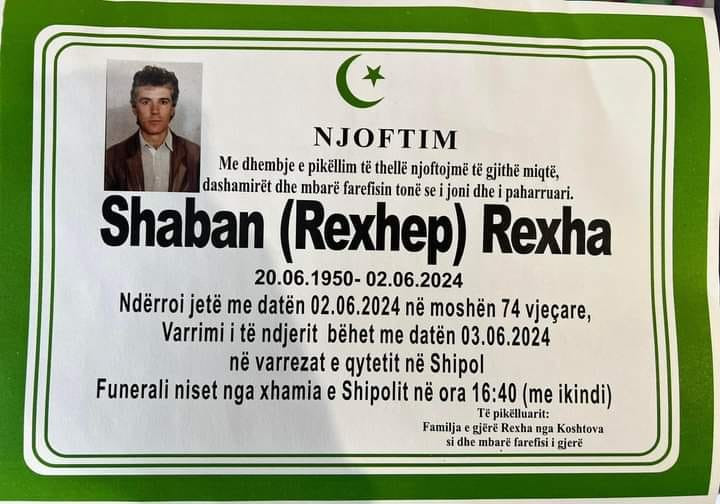 NJOFTIM
Me dhembje e pikëllim të thellë njoftojmë të gjithë miqtë,
dashamirët dhe mbarë farefisin tonë se i joni dhe i paharruari.
Shaban (Rexhep) Rexha
20.06.1950- 02.06.2024
Ndërroi jetë me datën 02.06.2024 në moshën 74 vjeçare,
Varrimi i të ndjerit bëhet me datën 03.06.2024
në varrezat e qytetit në Shipol
Funerali niset nga xhamia e Shipolit në ora 16:40 (me ikindi)
Të pikëlluarit:
Familja e gjërë Rexha nga Koshtova
si dhe mbarë farefisi i gjerë